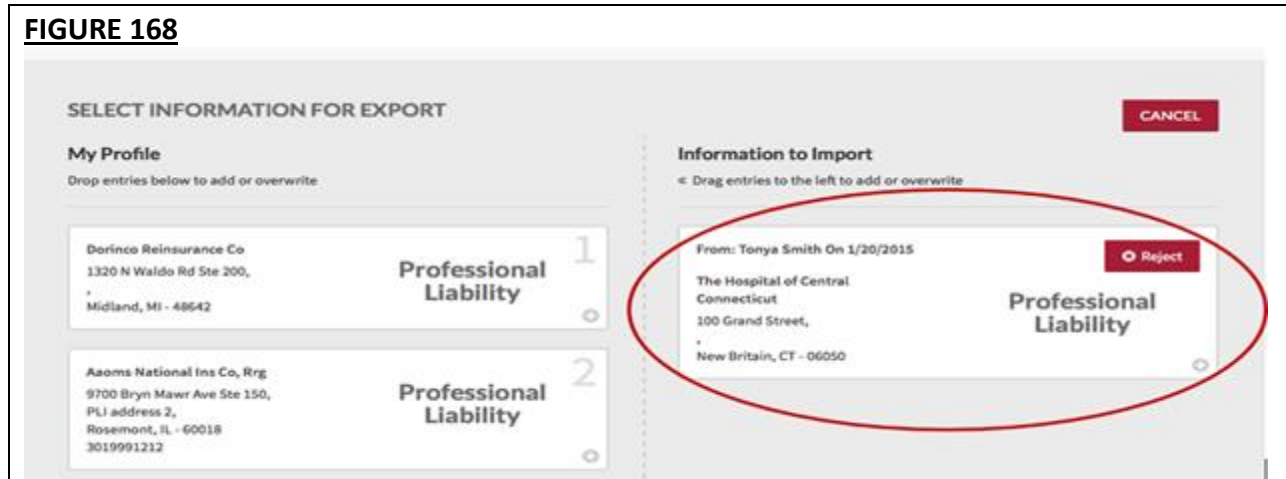 FIGURE 168
SELECT INFORMATION FOR EXPORT
CANCEL
My Profile
Drop entries below to add or overwrite
Dorinco Reinsurance Co
1320 N Waldo Rd Ste 200,
,
Midland, MI - 48642
Professional
Liability
1
Aaoms National Ins Co, Rrg
9700 Bryn Mawr Ave Ste 150,
PLI address 2,
Rosemont, IL - 60018
3019991212
Professional
Liability
2
Information to Import
< Drag entries to the left to add or overwrite
From: Tonya Smith On 1/20/2015
Reject
The Hospital of Central
Connecticut
100 Grand Street,
,
New Britain, CT - 06050
Professional
Liability